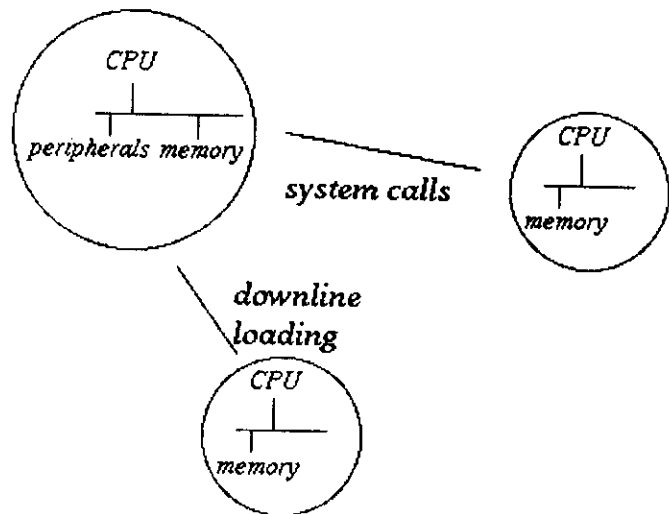 CPU
peripherals memory
system calls
CPU
memory
downline
loading
CPU
memory